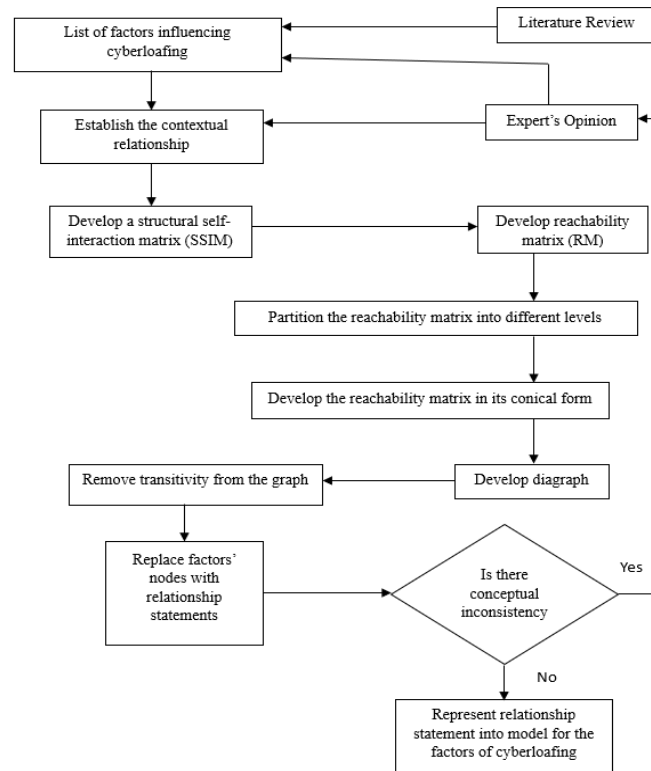 List of factors influencing
cyberloafing
Literature Review
Expert's Opinion
Establish the contextual
relationship
Develop a structural self-
interaction matrix (SSIM)
Develop reachability
matrix (RM)
Partition the reachability matrix into different levels
Develop the reachability matrix in its conical form
Develop diagraph
Remove transitivity from the graph
Replace factors'
nodes with
relationship
statements
Is there
conceptual
inconsistency
Yes
No
Represent relationship
statement into model for the
factors of cyberloafing